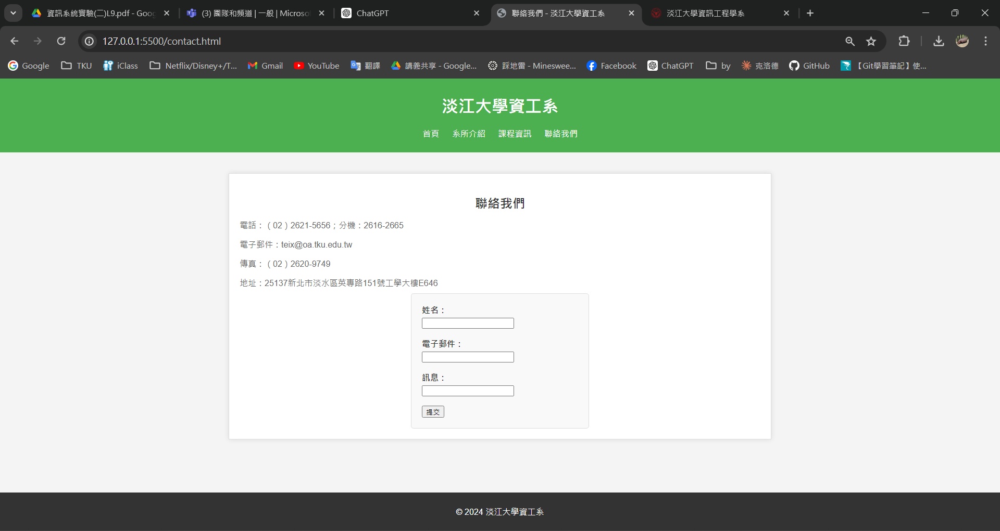 資訊系統實驗(二)L9.pdf - Goog
(3) 團隊和頻道 | 一般 | Microso
ChatGPT
聯絡我們 - 淡江大學資工系
淡江大學資訊工程學系
127.0.0.1:5500/contact.html
Google
TKU
iClass
Netflix/Disney+/T...
Gmail
YouTube
翻譯
講義共享 - Google...
踩地雷 - Mineswee...
Facebook
ChatGPT
by
克洛德
GitHub
【Git學習筆記】使...
淡江大學資工系
首頁 系所介紹 課程資訊 聯絡我們
聯絡我們
電話：（02）2621-5656；分機：2616-2665
電子郵件：teix@oa.tku.edu.tw
傳真：（02）2620-9749
地址：25137新北市淡水區英專路151號工學大樓E646
姓名：
電子郵件：
訊息：
提交
© 2024 淡江大學資工系